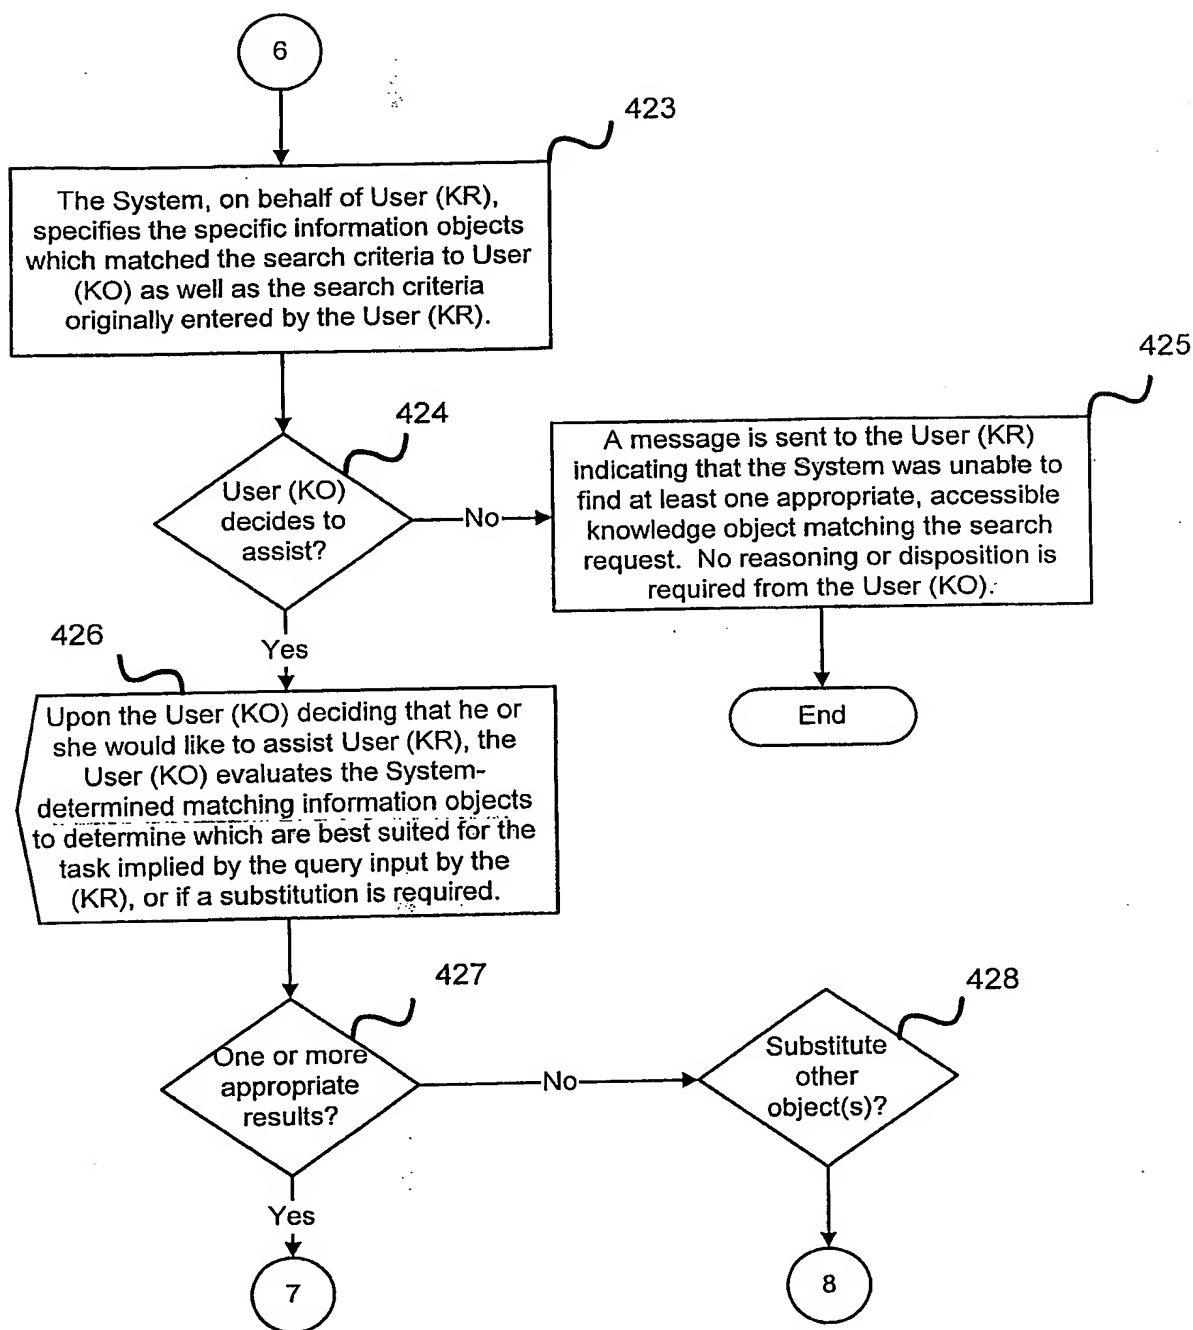 6
423
The System, on behalf of User (KR),
specifies the specific information objects
which matched the search criteria to User
(KO) as well as the search criteria
originally entered by the User (KR).
425
424
User (KO)
decides to
assist?
No
A message is sent to the User (KR)
indicating that the System was unable to
find at least one appropriate, accessible
knowledge object matching the search
request. No reasoning or disposition is
required from the User (KO).
Yes
End
426
Upon the User (KO) deciding that he or
she would like to assist User (KR), the
User (KO) evaluates the System-
determined matching information objects
to determine which are best suited for the
task implied by the query input by the
(KR), or if a substitution is required.
427
One or more
appropriate
results?
No
428
Substitute
other
object(s)?
Yes
7
8